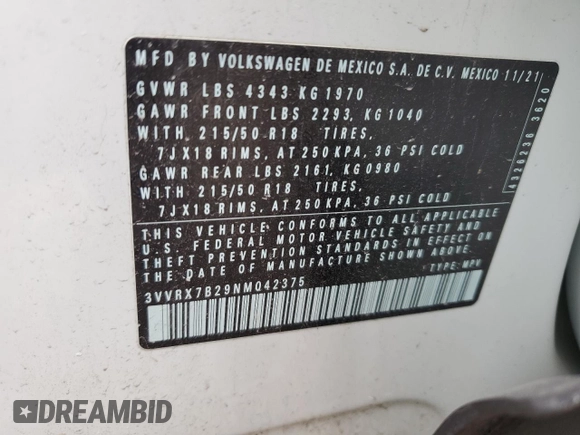 MFD BY VOLKSWAGEN DE MEXICO S.A. DE C.V. MEXICO 11/21
GVWR LBS 4343 KG 1970
GAWR FRONT LBS 2293, KG 1040
WITH, 215/50 R18 TIRES,
7JX18 RIMS, AT 250 KPA, 36 PSI COLD
GAWR REAR LBS 2161, KG 0980
WITH 215/50 R18 TIRES,
7JX18 RIMS, AT 250 KPA, 36 PSI COLD
THIS VEHICLE CONFORMS TO ALL APPLICABLE
U.S. FEDERAL MOTOR VEHICLE SAFETY AND
THEFT PREVENTION STANDARDS IN EFFECT ON
THE DATE OF MANUFACTURE SHOWN ABOVE.
3VVRX7B29NM042375
TYPE: MPV
4326236 3620
DREAMBID